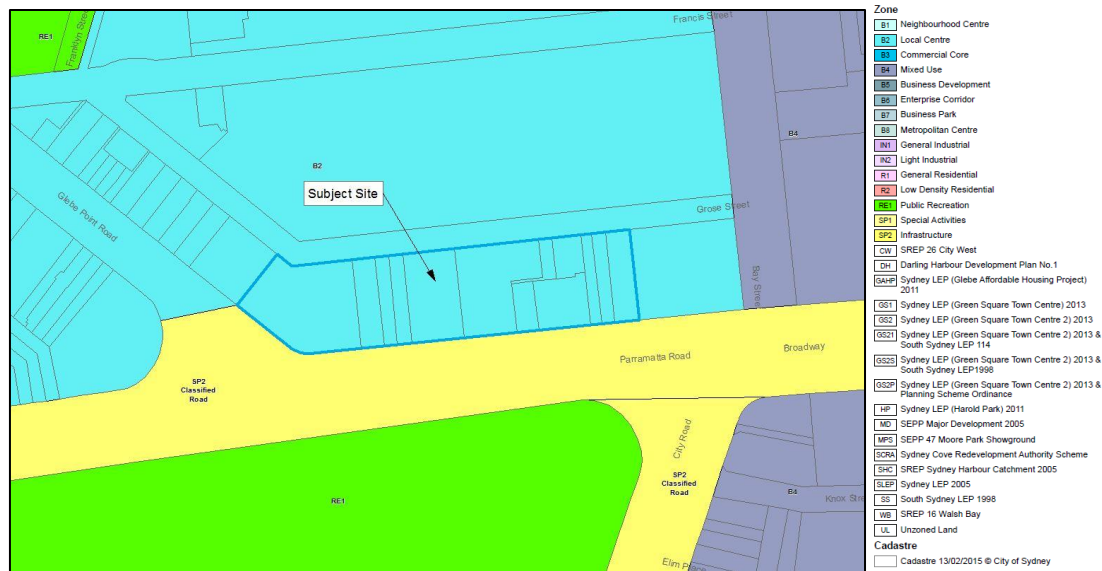 RE1
Franklyn Street
Francis Street
B4
B2
Subject Site
Glebe Point Road
Grose Street
Bay Street
Parramatta Road
Broadway
SP2
Classified
Road
City Road
SP2
Classified
Road
RE1
B4
Knox Stre
Elim Place
Zone
B1 Neighbourhood Centre
B2 Local Centre
B3 Commercial Core
B4 Mixed Use
B5 Business Development
B6 Enterprise Corridor
B7 Business Park
B8 Metropolitan Centre
IN1 General Industrial
IN2 Light Industrial
R1 General Residential
R2 Low Density Residential
RE1 Public Recreation
SP1 Special Activities
SP2 Infrastructure
CW SREP 26 City West
DH Darling Harbour Development Plan No.1
GAHP Sydney LEP (Glebe Affordable Housing Project)
2011
GS1 Sydney LEP (Green Square Town Centre) 2013
GS2 Sydney LEP (Green Square Town Centre 2) 2013
GS21 Sydney LEP (Green Square Town Centre 2) 2013 &
South Sydney LEP 114
GS2S Sydney LEP (Green Square Town Centre 2) 2013 &
South Sydney LEP1998
GS2P Sydney LEP (Green Square Town Centre 2) 2013 &
Planning Scheme Ordinance
HP Sydney LEP (Harold Park) 2011
MD SEPP Major Development 2005
MPS SEPP 47 Moore Park Showground
SCRA Sydney Cove Redevelopment Authority Scheme
SHC SREP Sydney Harbour Catchment 2005
SLEP Sydney LEP 2005
SS South Sydney LEP 1998
WB SREP 16 Walsh Bay
UL Unzoned Land
Cadastre
Cadastre 13/02/2015 © City of Sydney